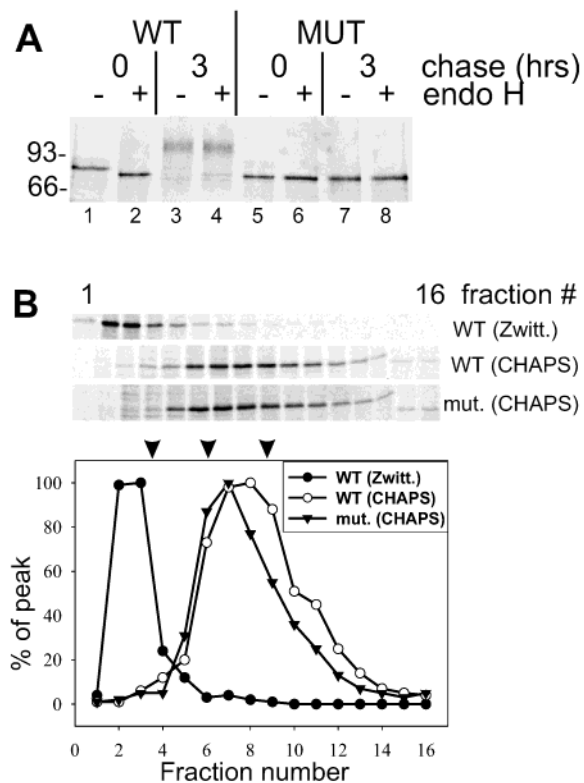 A
WT MUT
0 3 0 3 chase (hrs)
- + - + - + - + endo H
93-
66-
1 2 3 4 5 6 7 8
B
1 16 fraction #
WT (Zwitt.)
WT (CHAPS)
mut. (CHAPS)
WT (Zwitt.)
WT (CHAPS)
mut. (CHAPS)
100
80
60
40
20
0
% of peak
0 2 4 6 8 10 12 14 16
Fraction number